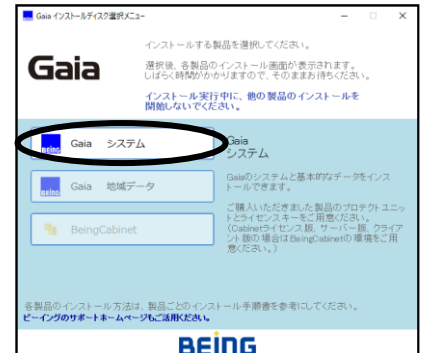 Gaia インストールディスク選択メニュー
インストールする製品を選択してください。
Gaia
選択後、各製品のインストール画面が表示されます。
しばらく時間がかかりますので、そのままお待ちください。
インストール実行中に、他の製品のインストールを
開始しないでください。
BEING
Gaia システム
Gaia
システム
BEING
Gaia 地域データ
Gaiaのシステムと基本的なデータをインス
トールできます。
ご購入いただきました製品のプロテクトユニッ
トとライセンスキーをご用意ください。
(Cabinetライセンス版、サーバー版、クライア
ント版の場合はBeingCabinetの環境をご用
意ください。)
BeingCabinet
各製品のインストール方法は、製品ごとのインストール手順書を参考にしてください。
ビーイングのサポートホームページもご活用ください。
BEING